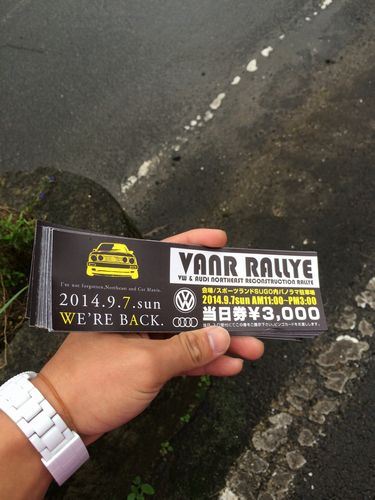 I've not forgotten, Northeast and Car Mania.
2014.9.7.sun
WE'RE BACK.
VANR RALLYE
VW & AUDI NORTHEAST RECONSTRUCTION RALLYE
会場/スポーツランドSUGO内パノラマ駐車場
2014.9.7sun AM11:00~PM3:00
当日券¥3,000